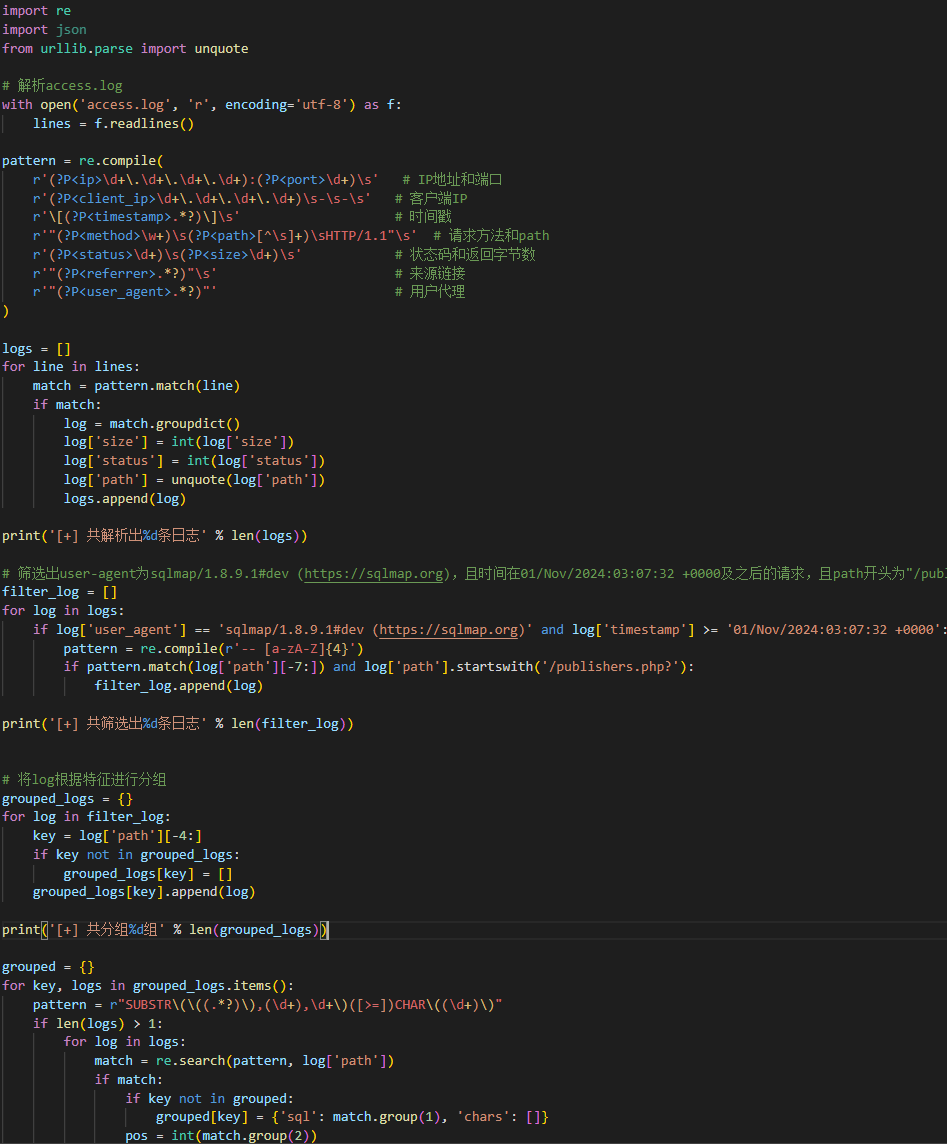 import re
import json
from urllib.parse import unquote

# 解析access.log
with open('access.log', 'r', encoding='utf-8') as f:
    lines = f.readlines()

pattern = re.compile(
    r'(?P<ip>\d+\.\d+\.\d+\.\d+):(?P<port>\d+)\s'   # IP地址和端口
    r'(?P<client_ip>\d+\.\d+\.\d+\.\d+)\s-\s-\s'   # 客户端IP
    r'\[(?P<timestamp>.*?)\]\s'                    # 时间戳
    r'"(?P<method>\w+)\s(?P<path>[^\s]+)\sHTTP/1.1"\s'  # 请求方法和path
    r'(?P<status>\d+)\s(?P<size>\d+)\s'            # 状态码和返回字节数
    r'"(?P<referrer>.*?)"\s'                       # 来源链接
    r'"(?P<user_agent>.*?)"'                       # 用户代理
)

logs = []
for line in lines:
    match = pattern.match(line)
    if match:
        log = match.groupdict()
        log['size'] = int(log['size'])
        log['status'] = int(log['status'])
        log['path'] = unquote(log['path'])
        logs.append(log)

print('[+] 共解析出%d条日志' % len(logs))

# 筛选出user-agent为sqlmap/1.8.9.1#dev (https://sqlmap.org)，且时间在01/Nov/2024:03:07:32 +0000及之后的请求，且path开头为"/publ
filter_log = []
for log in logs:
    if log['user_agent'] == 'sqlmap/1.8.9.1#dev (https://sqlmap.org)' and log['timestamp'] >= '01/Nov/2024:03:07:32 +0000':
        pattern = re.compile(r'-- [a-zA-Z]{4}')
        if pattern.match(log['path'][-7:]) and log['path'].startswith('/publishers.php?'):
            filter_log.append(log)

print('[+] 共筛选出%d条日志' % len(filter_log))


# 将log根据特征进行分组
grouped_logs = {}
for log in filter_log:
    key = log['path'][-4:]
    if key not in grouped_logs:
        grouped_logs[key] = []
    grouped_logs[key].append(log)

print('[+] 共分组%d组' % len(grouped_logs))

grouped = {}
for key, logs in grouped_logs.items():
    pattern = r"SUBSTR\(\((.*?)\),(\d+),\d+\)([>=])CHAR\((\d+)\)"
    if len(logs) > 1:
        for log in logs:
            match = re.search(pattern, log['path'])
            if match:
                if key not in grouped:
                    grouped[key] = {'sql': match.group(1), 'chars': []}
                pos = int(match.group(2))